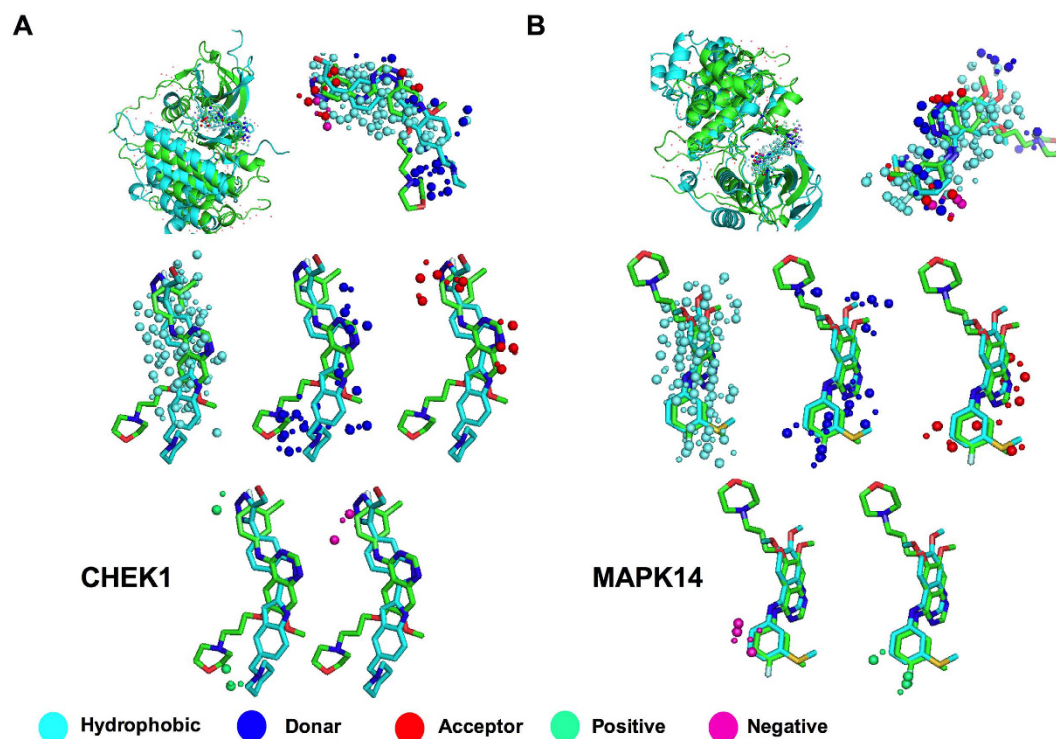 A
B
CHEK1
MAPK14
Hydrophobic
Donar
Acceptor
Positive
Negative